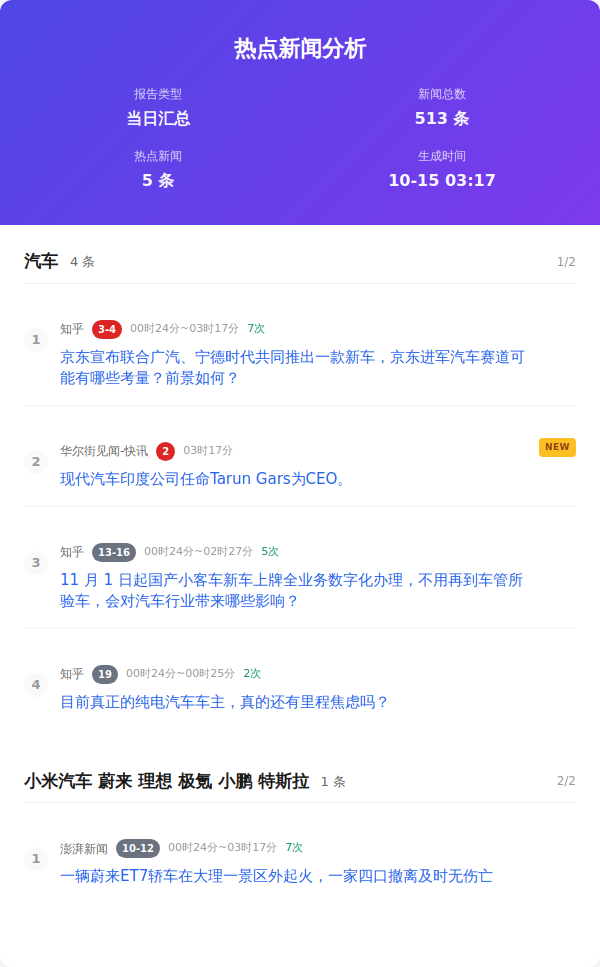 热点新闻分析
报告类型
新闻总数
当日汇总
513 条
热点新闻
生成时间
5 条
10-15 03:17
汽车 4 条 1/2
1
知乎 3-4 00时24分~03时17分 7次
京东宣布联合广汽、宁德时代共同推出一款新车，京东进军汽车赛道可
能有哪些考量？前景如何？
2
华尔街见闻-快讯 2 03时17分 NEW
现代汽车印度公司任命Tarun Gars为CEO。
3
知乎 13-16 00时24分~02时27分 5次
11 月 1 日起国产小客车新车上牌全业务数字化办理，不用再到车管所
验车，会对汽车行业带来哪些影响？
4
知乎 19 00时24分~00时25分 2次
目前真正的纯电汽车车主，真的还有里程焦虑吗？
小米汽车 蔚来 理想 极氪 小鹏 特斯拉 1 条 2/2
1
澎湃新闻 10-12 00时24分~03时17分 7次
一辆蔚来ET7轿车在大理一景区外起火，一家四口撤离及时无伤亡